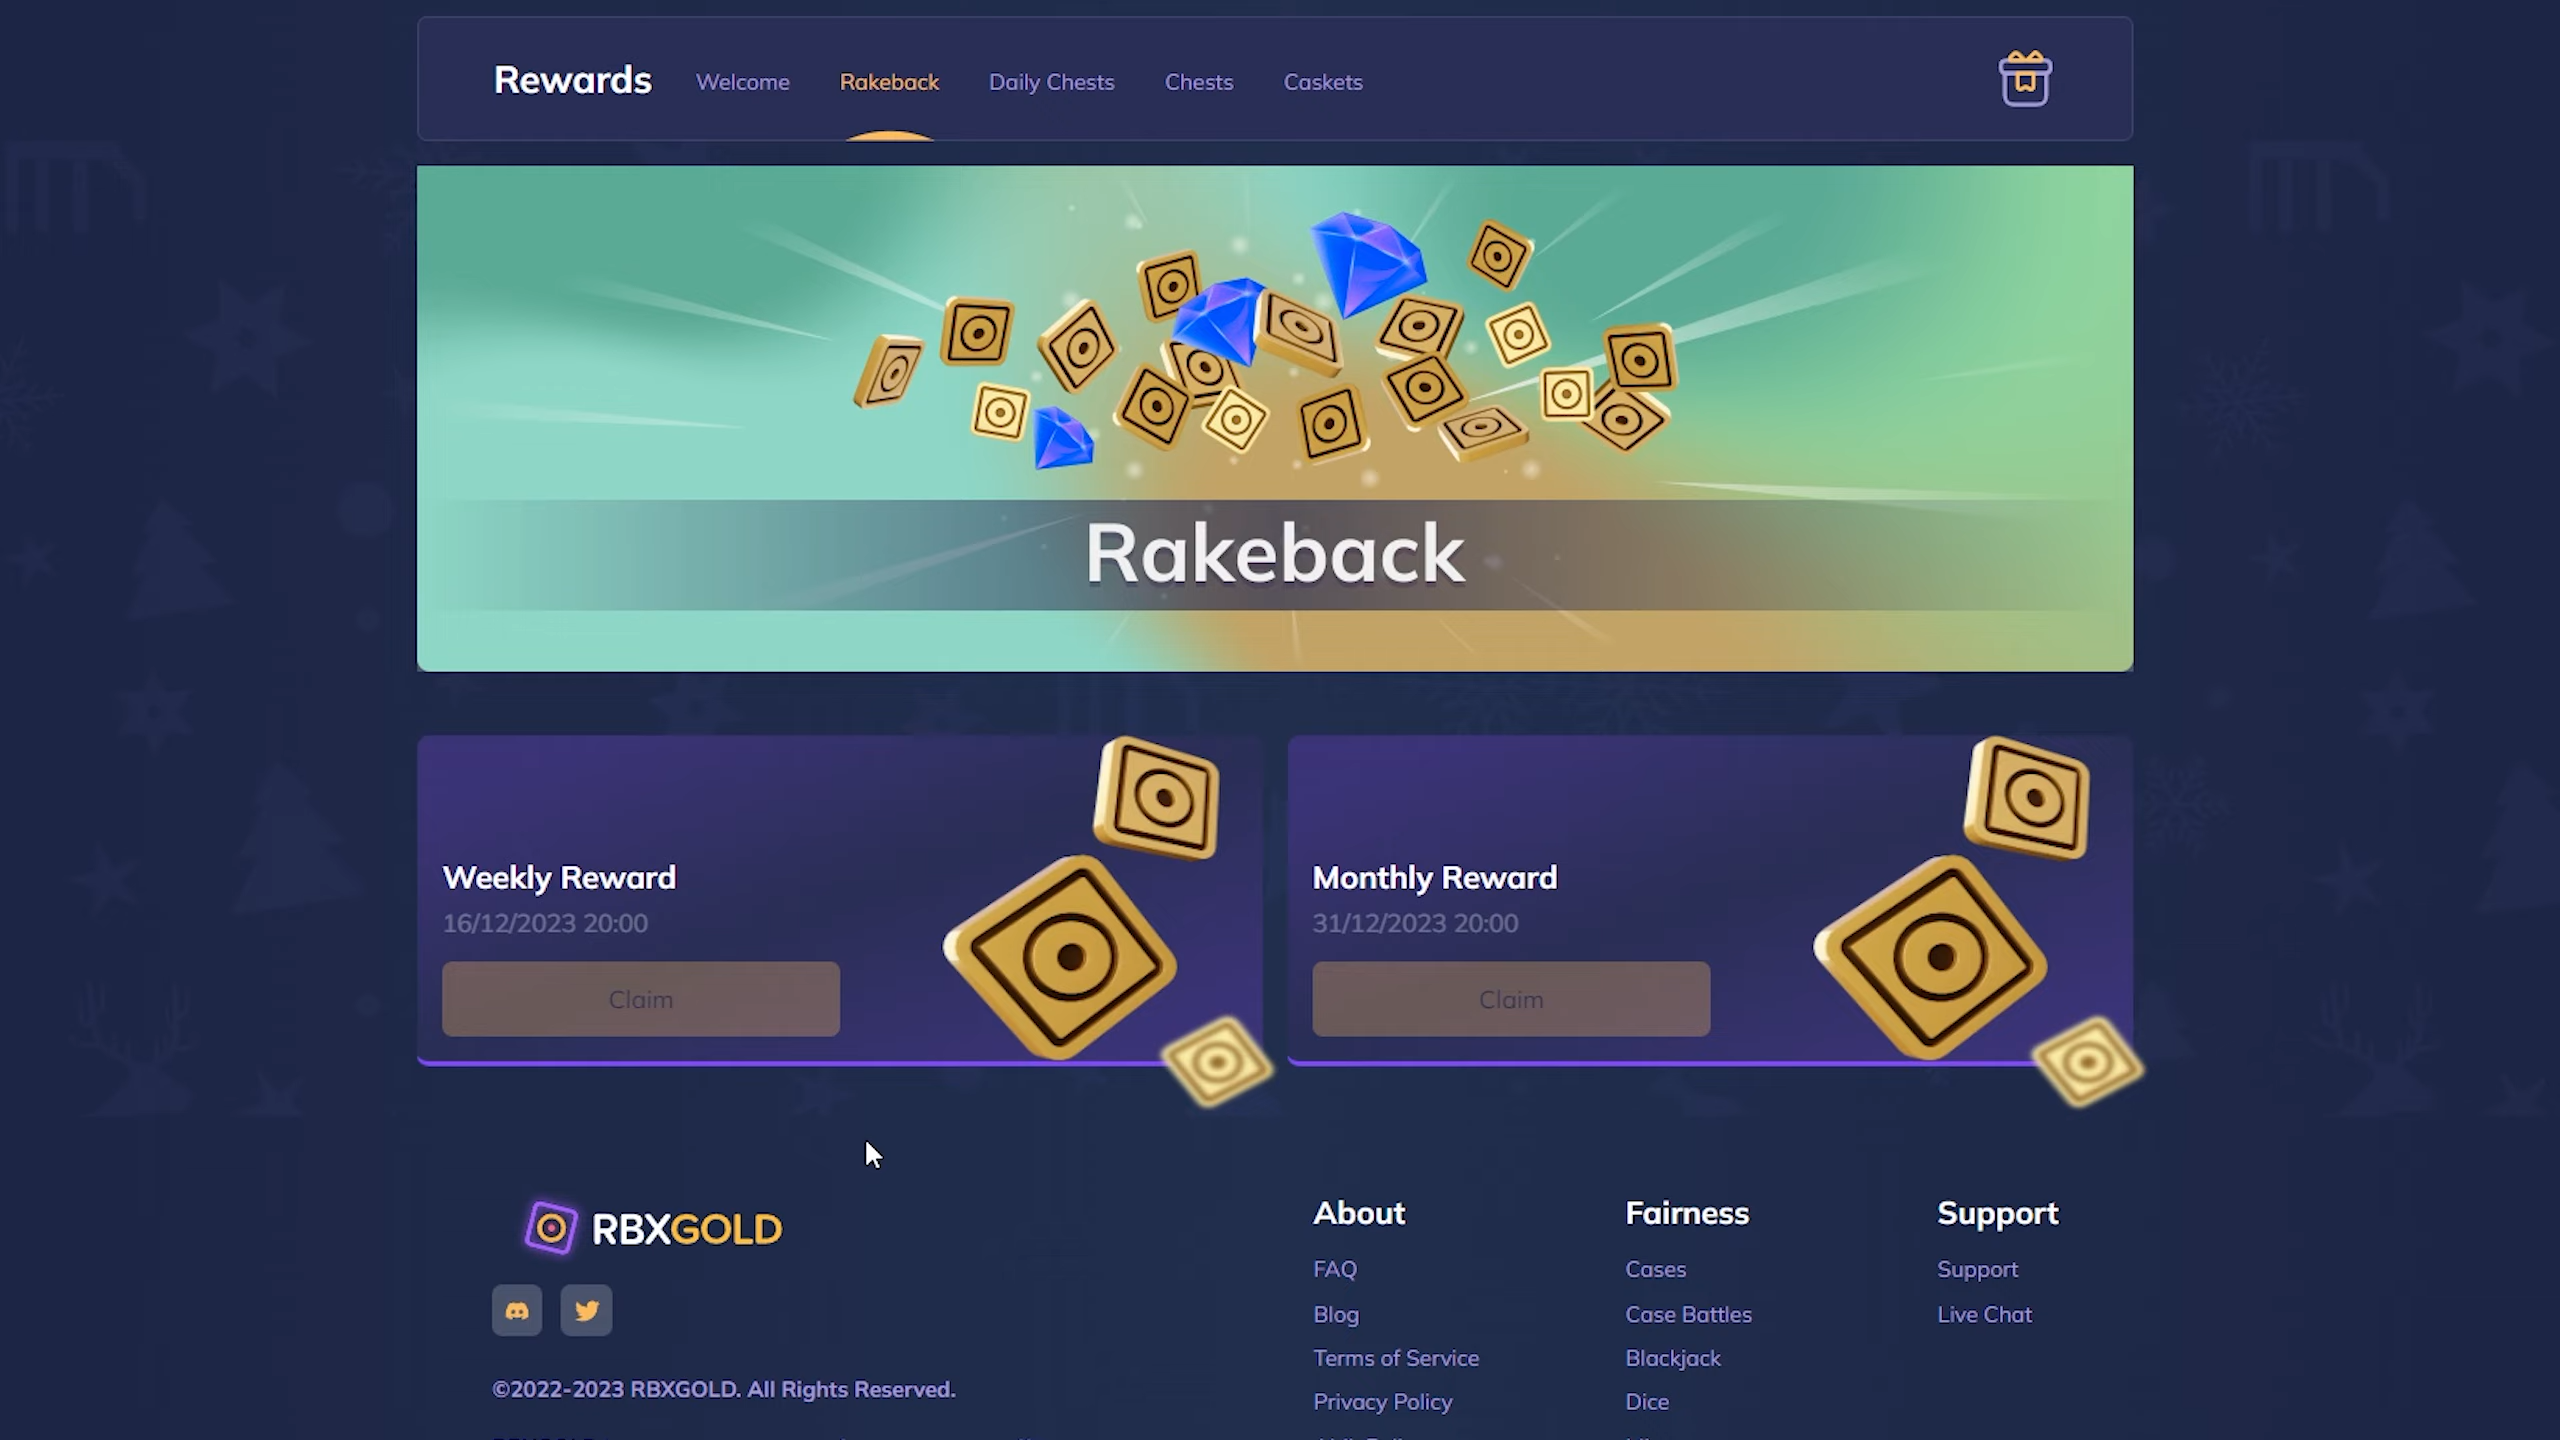 Rewards Welcome Rakeback Daily Chests Chests Caskets
Rakeback
Weekly Reward
16/12/2023 20:00
Claim
Monthly Reward
31/12/2023 20:00
Claim
RBXGOLD
©2022-2023 RBXGOLD. All Rights Reserved.
About
FAQ
Blog
Terms of Service
Privacy Policy
Fairness
Cases
Case Battles
Blackjack
Dice
Support
Support
Live Chat